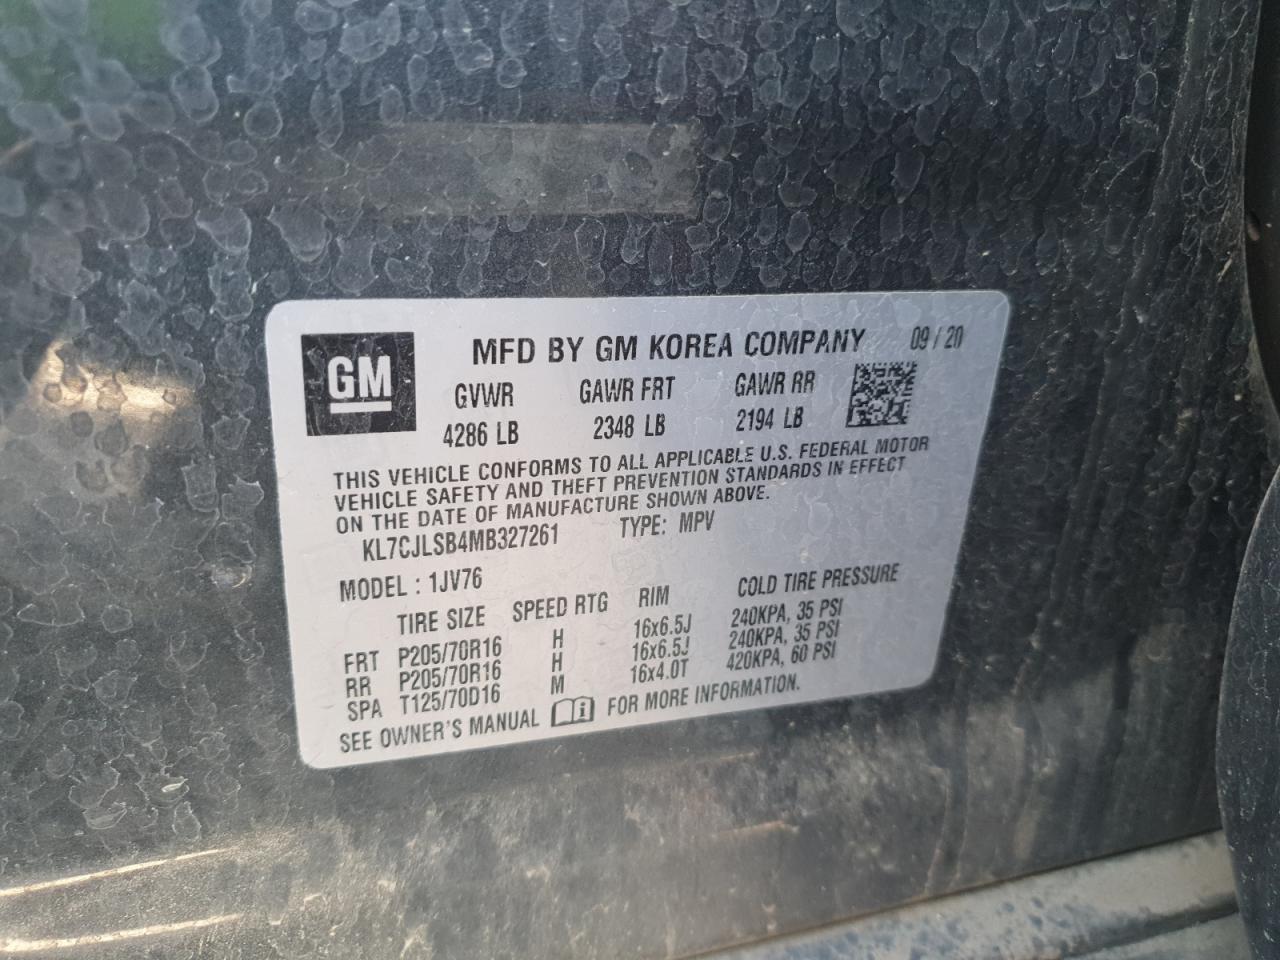 GM
MFD BY GM KOREA COMPANY 09 / 20
GVWR GAWR FRT GAWR RR
4286 LB 2348 LB 2194 LB
THIS VEHICLE CONFORMS TO ALL APPLICABLE U.S. FEDERAL MOTOR
VEHICLE SAFETY AND THEFT PREVENTION STANDARDS IN EFFECT
ON THE DATE OF MANUFACTURE SHOWN ABOVE.
KL7CJLSB4MB327261 TYPE: MPV
MODEL : 1JV76
TIRE SIZE SPEED RTG RIM COLD TIRE PRESSURE
FRT P205/70R16 H 16x6.5J 240KPA, 35 PSI
RR P205/70R16 H 16x6.5J 240KPA, 35 PSI
SPA T125/70D16 M 16x4.0T 420KPA, 60 PSI
SEE OWNER'S MANUAL FOR MORE INFORMATION.